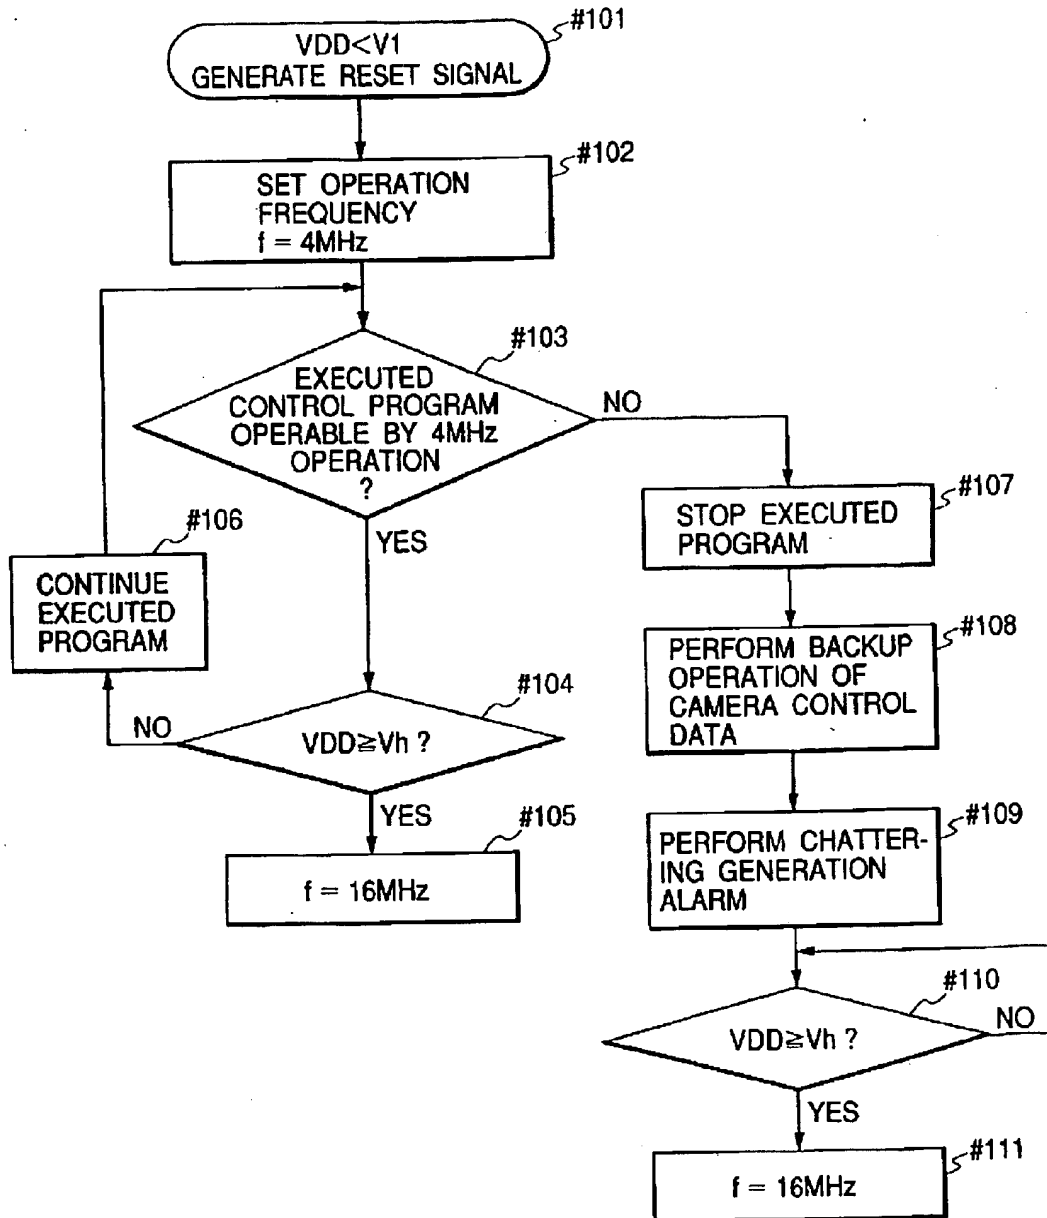 #101
VDD<V1
GENERATE RESET SIGNAL
#102
SET OPERATION
FREQUENCY
f = 4MHz
#103
EXECUTED
CONTROL PROGRAM
OPERABLE BY 4MHz
OPERATION
?
NO
YES
#106
CONTINUE
EXECUTED
PROGRAM
#104
VDD≧Vh ?
NO
YES
#105
f = 16MHz
#107
STOP EXECUTED
PROGRAM
#108
PERFORM BACKUP
OPERATION OF
CAMERA CONTROL
DATA
#109
PERFORM CHATTER-
ING GENERATION
ALARM
#110
VDD≧Vh ?
NO
YES
#111
f = 16MHz